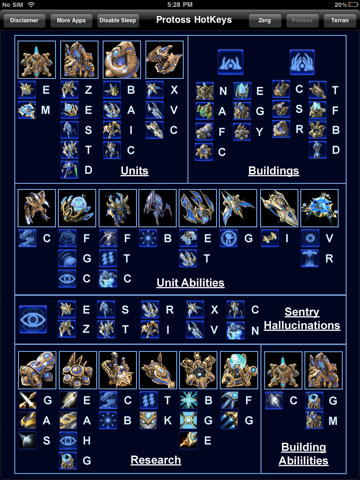 No SIM 5:28 PM 20%
Disclaimer More Apps Disable Sleep Protoss HotKeys Zerg Protoss Terran
E Z B X N E C T
M E A V A G S F
S I C F Y R B
T C C D
D
Units Buildings
C F F B E G I V
G T T R
C C
Unit Abilities
E S R X C
Z T I V N
Sentry
Hallucinations
G E C T B F C G
A A B K G G M
S H E
G
Research
Building
Abililities